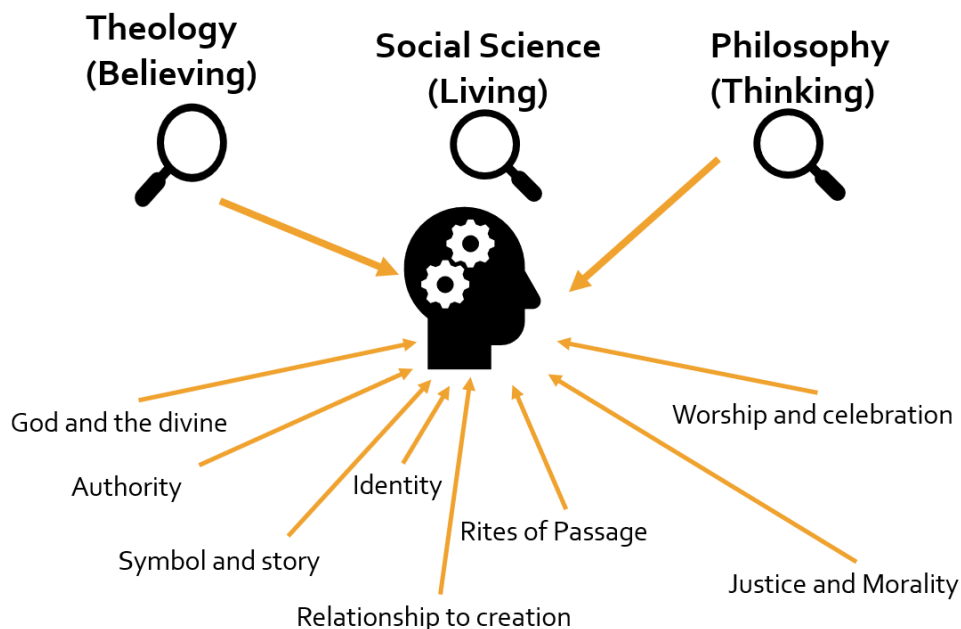 Theology
(Believing)
Social Science
(Living)
Philosophy
(Thinking)
God and the divine
Worship and celebration
Authority
Identity
Rites of Passage
Symbol and story
Justice and Morality
Relationship to creation